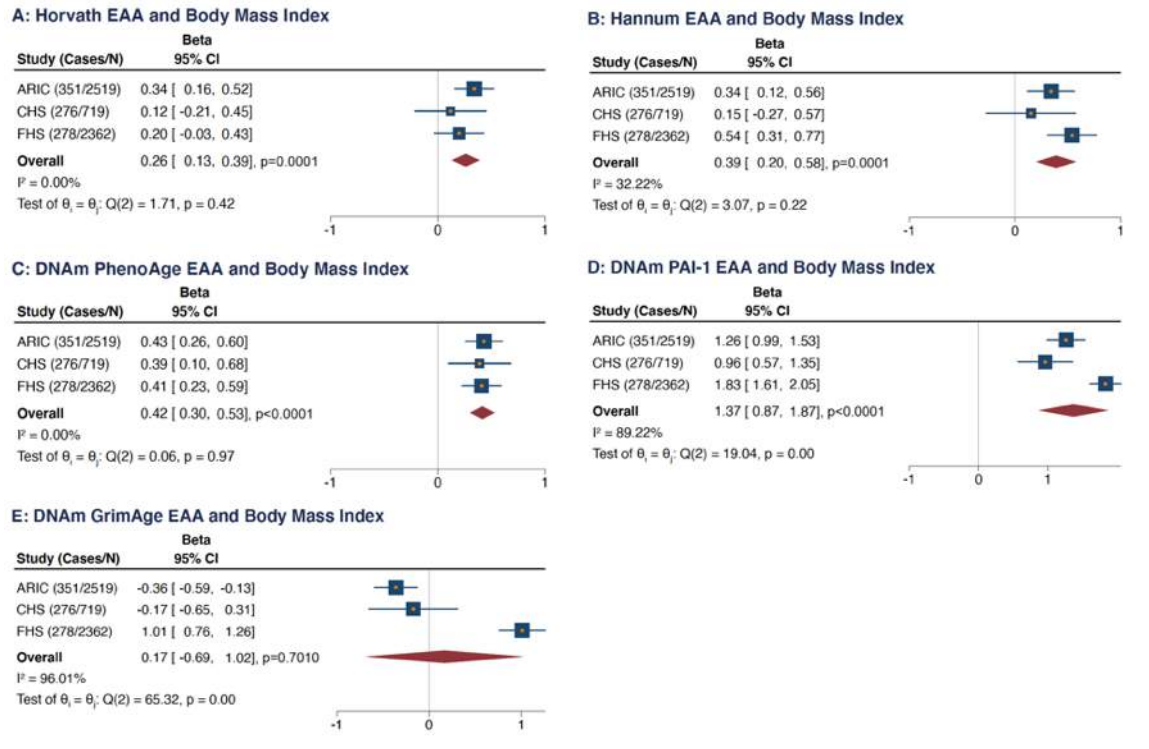 A: Horvath EAA and Body Mass Index
Beta
Study (Cases/N) 95% CI
ARIC (351/2519) 0.34 [ 0.16, 0.52]
CHS (276/719) 0.12 [ -0.21, 0.45]
FHS (278/2362) 0.20 [ -0.03, 0.43]
Overall 0.26 [ 0.13, 0.39], p=0.0001
I² = 0.00%
Test of θᵢ = θⱼ: Q(2) = 1.71, p = 0.42
-1 0 1
B: Hannum EAA and Body Mass Index
Beta
Study (Cases/N) 95% CI
ARIC (351/2519) 0.34 [ 0.12, 0.56]
CHS (276/719) 0.15 [ -0.27, 0.57]
FHS (278/2362) 0.54 [ 0.31, 0.77]
Overall 0.39 [ 0.20, 0.58], p=0.0001
I² = 32.22%
Test of θᵢ = θⱼ: Q(2) = 3.07, p = 0.22
-1 0 1
C: DNAm PhenoAge EAA and Body Mass Index
Beta
Study (Cases/N) 95% CI
ARIC (351/2519) 0.43 [ 0.26, 0.60]
CHS (276/719) 0.39 [ 0.10, 0.68]
FHS (278/2362) 0.41 [ 0.23, 0.59]
Overall 0.42 [ 0.30, 0.53], p<0.0001
I² = 0.00%
Test of θᵢ = θⱼ: Q(2) = 0.06, p = 0.97
-1 0 1
D: DNAm PAI-1 EAA and Body Mass Index
Beta
Study (Cases/N) 95% CI
ARIC (351/2519) 1.26 [ 0.99, 1.53]
CHS (276/719) 0.96 [ 0.57, 1.35]
FHS (278/2362) 1.83 [ 1.61, 2.05]
Overall 1.37 [ 0.87, 1.87], p<0.0001
I² = 89.22%
Test of θᵢ = θⱼ: Q(2) = 19.04, p = 0.00
-1 0 1
E: DNAm GrimAge EAA and Body Mass Index
Beta
Study (Cases/N) 95% CI
ARIC (351/2519) -0.36 [ -0.59, -0.13]
CHS (276/719) -0.17 [ -0.65, 0.31]
FHS (278/2362) 1.01 [ 0.76, 1.26]
Overall 0.17 [ -0.69, 1.02], p=0.7010
I² = 96.01%
Test of θᵢ = θⱼ: Q(2) = 65.32, p = 0.00
-1 0 1